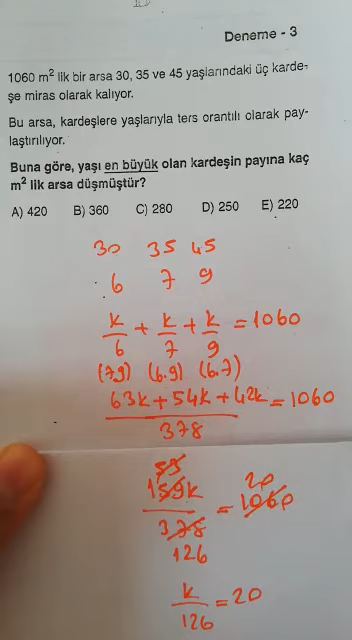 Deneme - 3
1060 m² lik bir arsa 30, 35 ve 45 yaşlarındaki üç karde-
şe miras olarak kalıyor.
Bu arsa, kardeşlere yaşlarıyla ters orantılı olarak pay-
laştırılıyor.
Buna göre, yaşı en büyük olan kardeşin payına kaç
m² lik arsa düşmüştür?
A) 420 B) 360 C) 280 D) 250 E) 220
30 35 45
6 7 9
k/6 + k/7 + k/9 = 1060
(7.9) (6.9) (6.7)
63k + 54k + 42k = 1060
378
53 20
159k = 1060
378
126
k/126 = 20